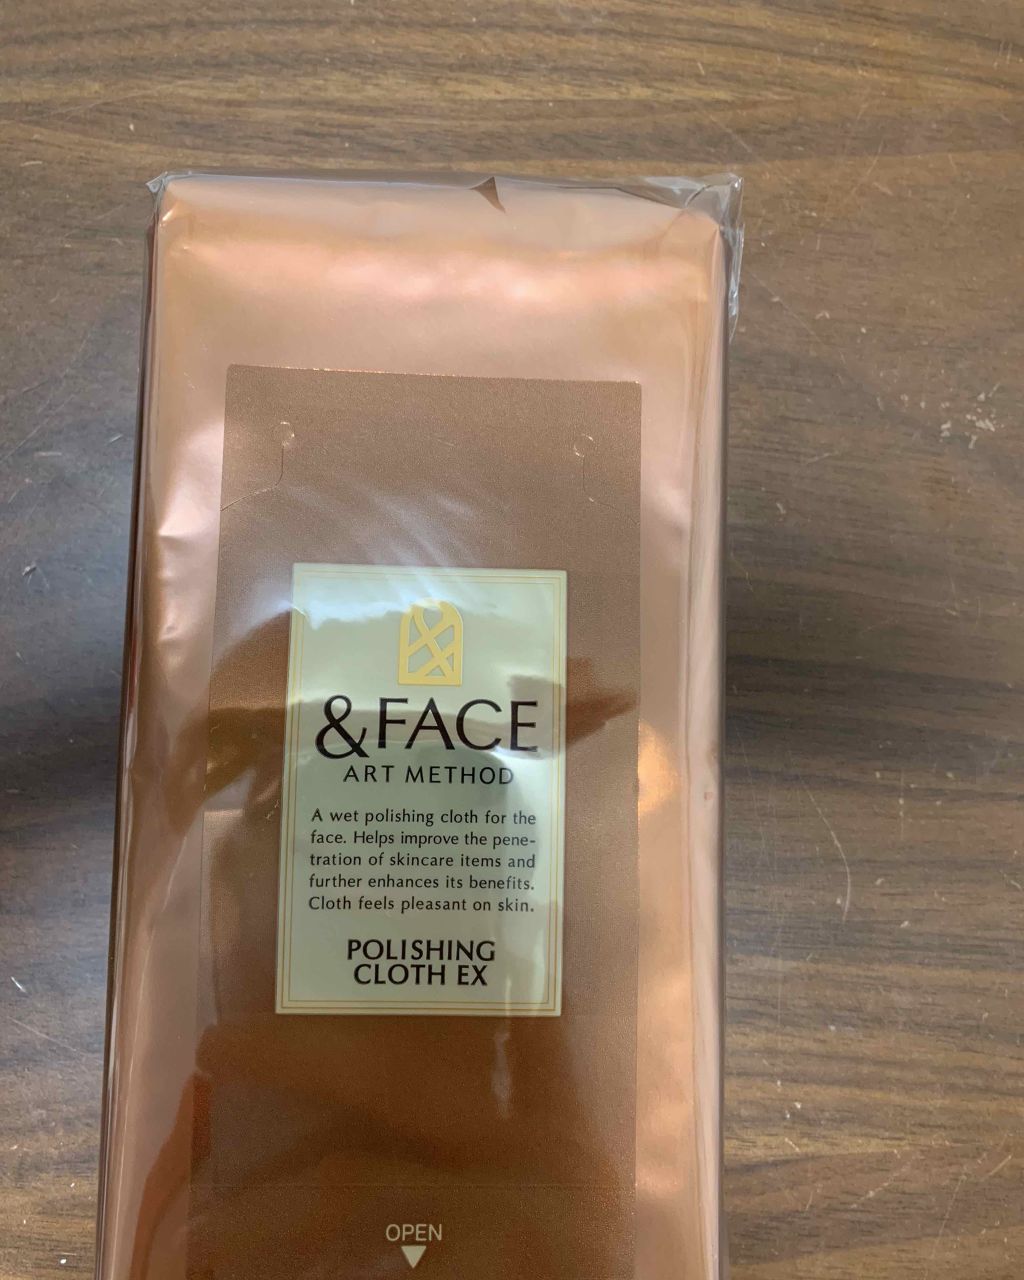 &FACE
ART METHOD
A wet polishing cloth for the
face. Helps improve the pene-
tration of skincare items and
further enhances its benefits.
Cloth feels pleasant on skin.
POLISHING
CLOTH EX
OPEN